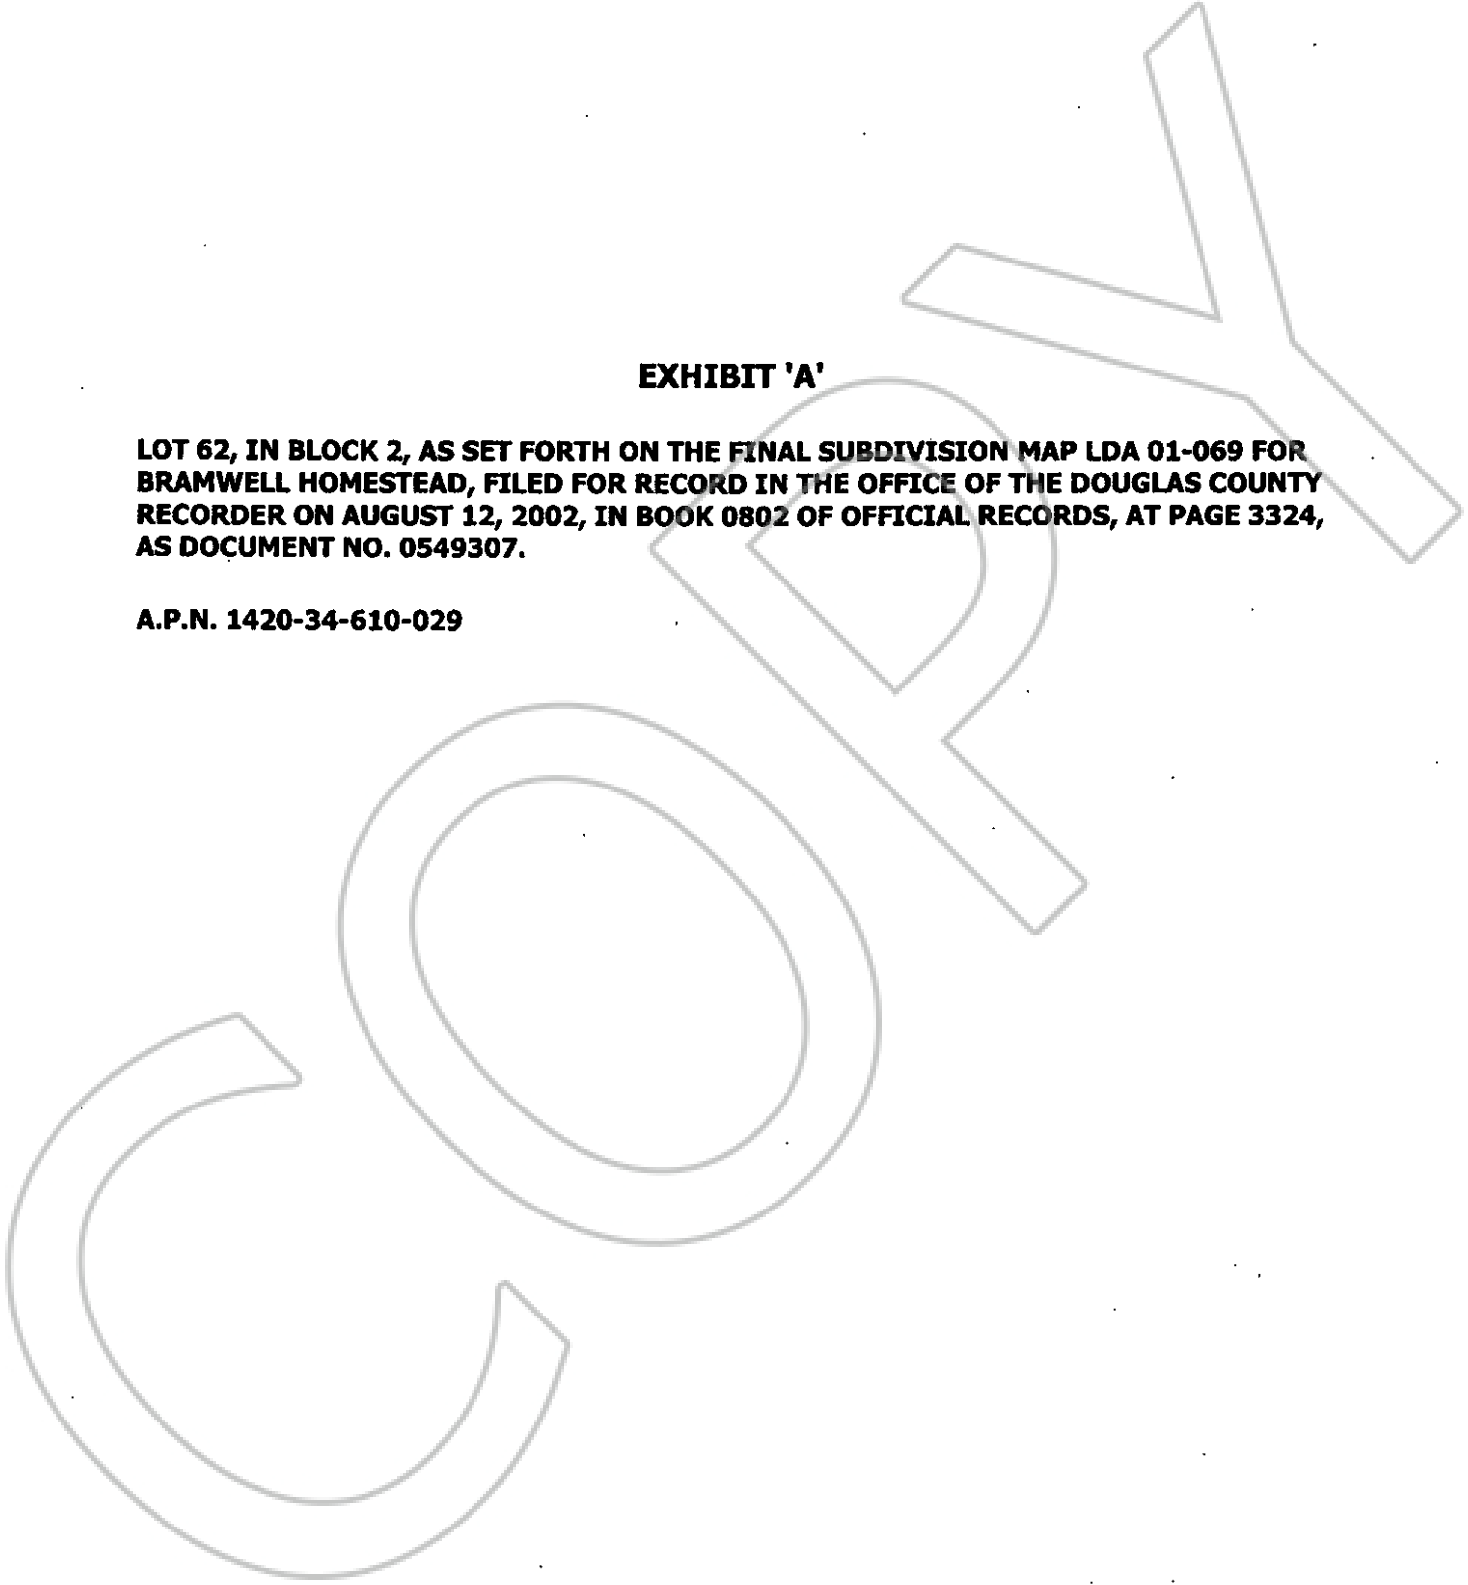 EXHIBIT 'A'
LOT 62, IN BLOCK 2, AS SET FORTH ON THE FINAL SUBDIVISION MAP LDA 01-069 FOR
BRAMWELL HOMESTEAD, FILED FOR RECORD IN THE OFFICE OF THE DOUGLAS COUNTY
RECORDER ON AUGUST 12, 2002, IN BOOK 0802 OF OFFICIAL RECORDS, AT PAGE 3324,
AS DOCUMENT NO. 0549307.
A.P.N. 1420-34-610-029
COPY